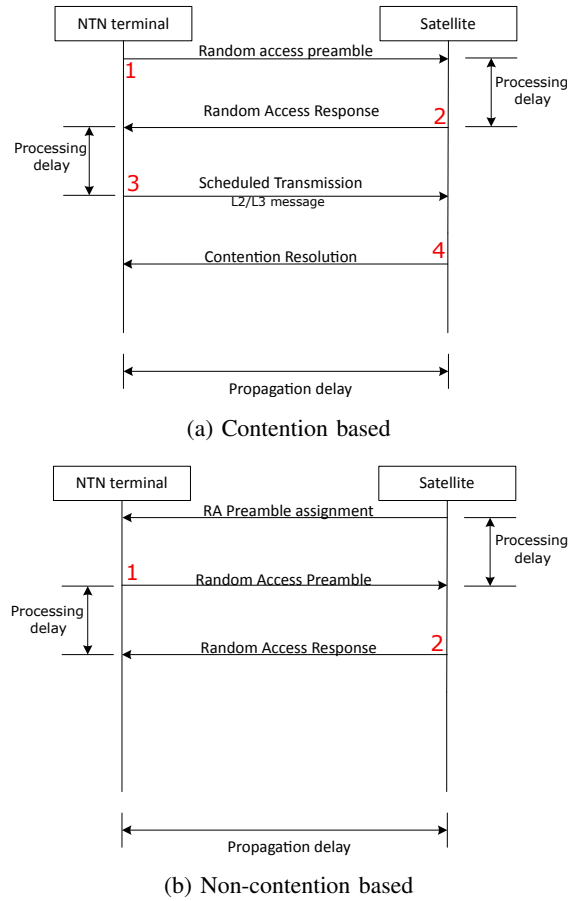 NTN terminal
Satellite
Random access preamble
1
Processing
delay
Random Access Response
2
Processing
delay
3
Scheduled Transmission
L2/L3 message
Contention Resolution
4
Propagation delay
(a) Contention based
NTN terminal
Satellite
RA Preamble assignment
Processing
delay
1
Random Access Preamble
Processing
delay
Random Access Response
2
Propagation delay
(b) Non-contention based